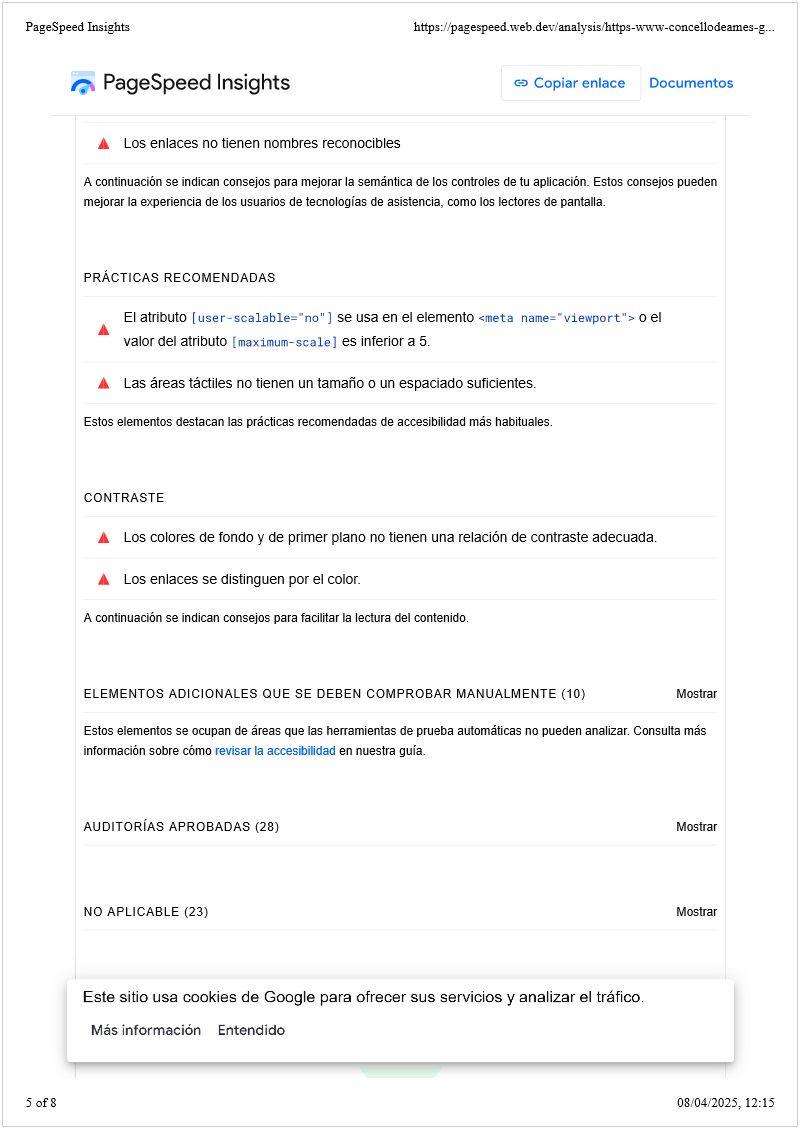 PageSpeed Insights
https://pagespeed.web.dev/analysis/https-www-concellodeames-g...
PageSpeed Insights
Copiar enlace
Documentos
Los enlaces no tienen nombres reconocibles
A continuación se indican consejos para mejorar la semántica de los controles de tu aplicación. Estos consejos pueden
mejorar la experiencia de los usuarios de tecnologías de asistencia, como los lectores de pantalla.
PRÁCTICAS RECOMENDADAS
El atributo [user-scalable="no"] se usa en el elemento <meta name="viewport"> o el
valor del atributo [maximum-scale] es inferior a 5.
Las áreas táctiles no tienen un tamaño o un espaciado suficientes.
Estos elementos destacan las prácticas recomendadas de accesibilidad más habituales.
CONTRASTE
Los colores de fondo y de primer plano no tienen una relación de contraste adecuada.
Los enlaces se distinguen por el color.
A continuación se indican consejos para facilitar la lectura del contenido.
ELEMENTOS ADICIONALES QUE SE DEBEN COMPROBAR MANUALMENTE (10)
Mostrar
Estos elementos se ocupan de áreas que las herramientas de prueba automáticas no pueden analizar. Consulta más
información sobre cómo revisar la accesibilidad en nuestra guía.
AUDITORÍAS APROBADAS (28)
Mostrar
NO APLICABLE (23)
Mostrar
Este sitio usa cookies de Google para ofrecer sus servicios y analizar el tráfico.
Más información
Entendido
5 of 8
08/04/2025, 12:15